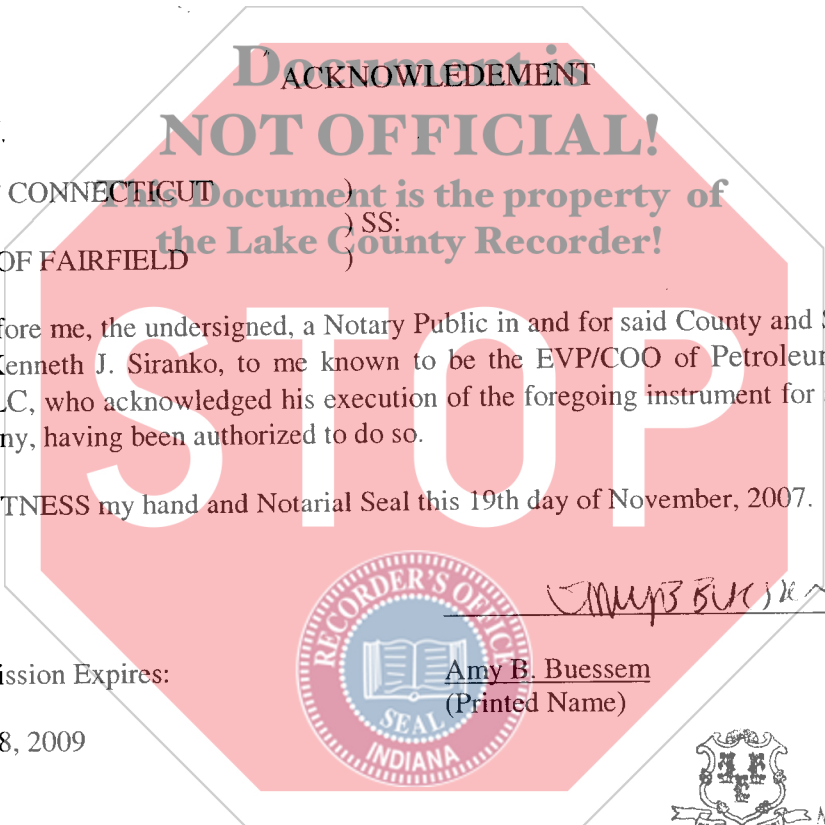 Document is
ACKNOWLEDEMENT
NOT OFFICIAL!
CONNECTICUT )
This Document is the property of
) SS:
the Lake County Recorder!
OF FAIRFIELD )
fore me, the undersigned, a Notary Public in and for said County and S
Kenneth J. Siranko, to me known to be the EVP/COO of Petroleu
LC, who acknowledged his execution of the foregoing instrument for
ny, having been authorized to do so.
STOP
TNESS my hand and Notarial Seal this 19th day of November, 2007.
RECORDER'S OFFICE
ission Expires:
Amy B. Buessem
(Printed Name)
SEAL
8, 2009
INDIANA